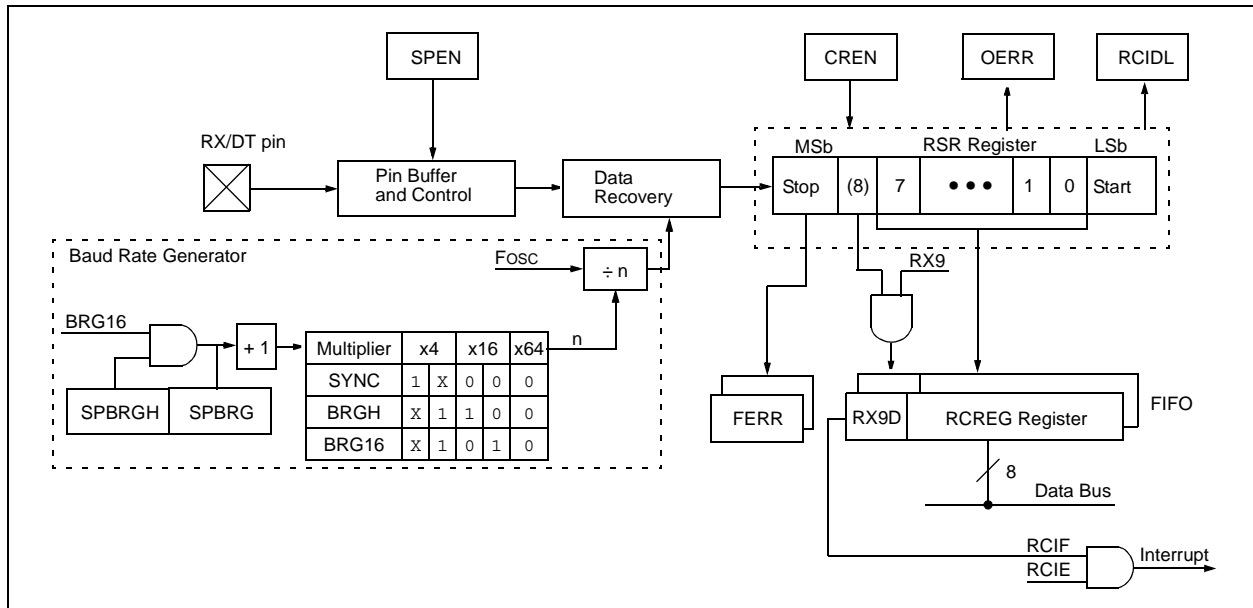 SPEN
CREN
OERR
RCIDL
RX/DT pin
Pin Buffer
and Control
Data
Recovery
MSb
RSR Register
LSb
Stop (8) 7 ••• 1 0 Start
Baud Rate Generator
FOSC
÷ n
n
RX9
BRG16
+ 1
SPBRGH SPBRG
Multiplier x4 x16 x64
SYNC 1 X 0 0 0
BRGH X 1 1 0 0
BRG16 X 1 0 1 0
FERR
RX9D
RCREG Register
FIFO
8
Data Bus
RCIF
RCIE
Interrupt